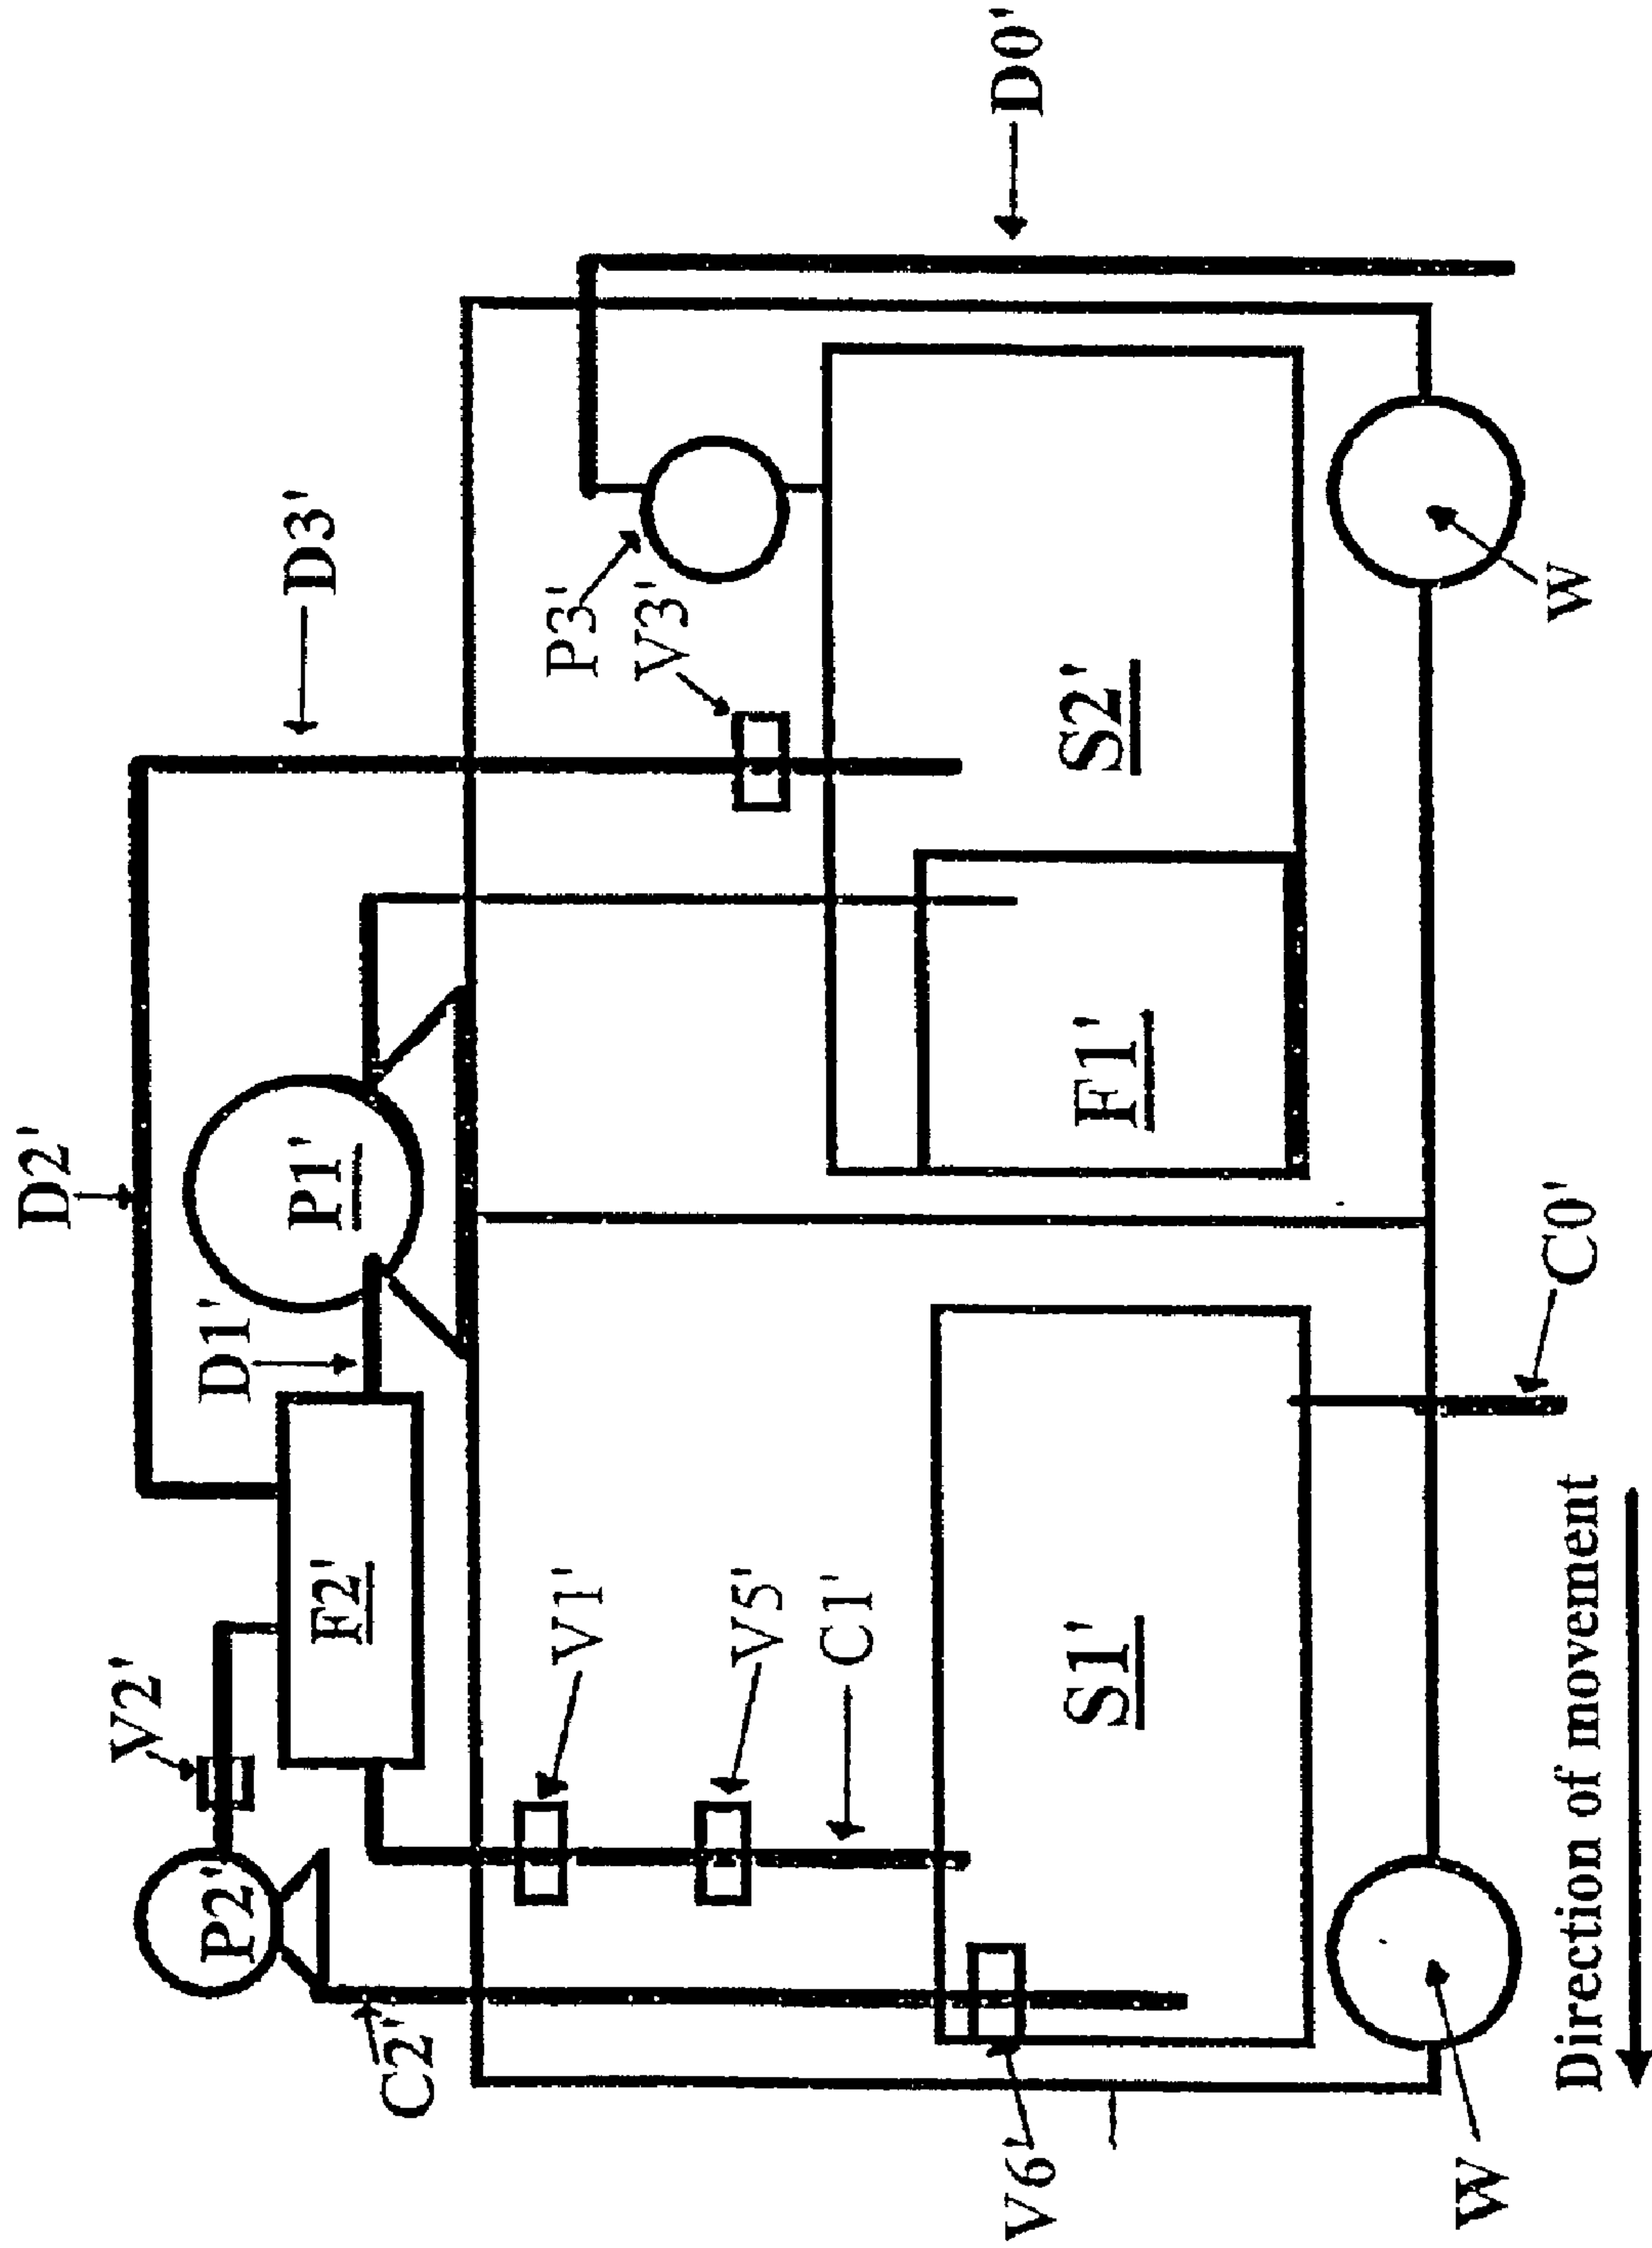 D2'
D3'
D0'
V2'
P2'
F2'
D1'
P1'
C2'
V1'
V5'
C1'
P3'
V3'
V6'
S1'
F1'
S2'
W
C0'
W
Direction of movement